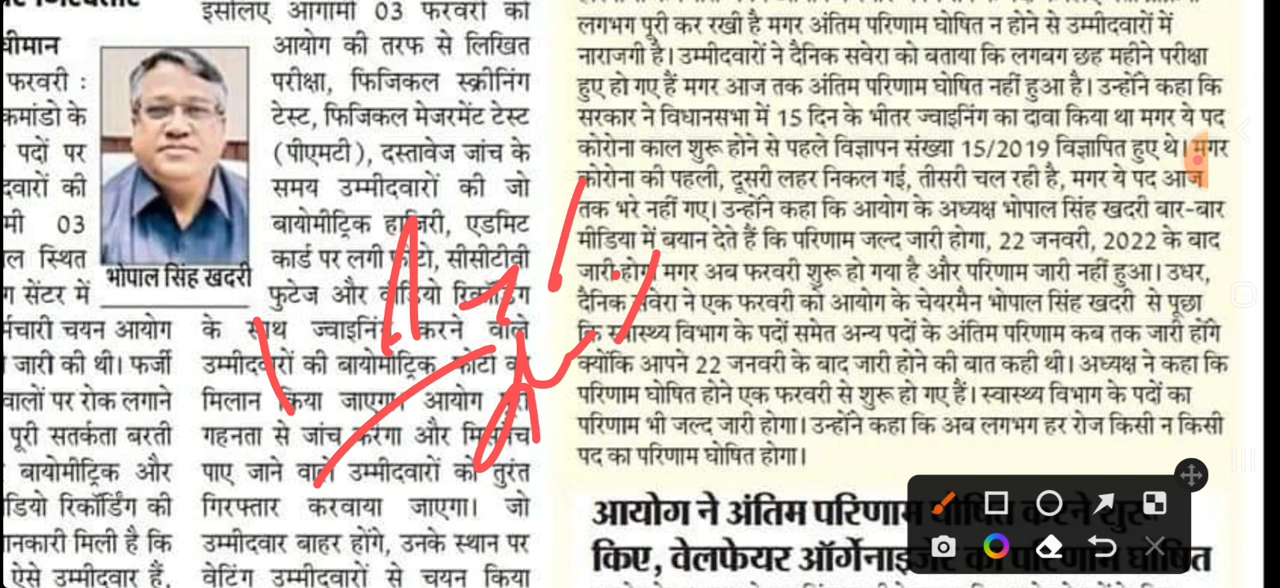 इसलिए आगामी 03 फरवरी को
धीमान
फरवरी :
कमांडो के
पदों पर
दवारों की
मी 03
ल स्थित
ग सेंटर में
र्मचारी चयन आयोग
जारी की थी। फर्जी
वालों पर रोक लगाने
पूरी सतर्कता बरती
बायोमीट्रिक और
डियो रिकॉर्डिंग की
ानकारी मिली है कि
ऐसे उम्मीदवार हैं,
भोपाल सिंह खदरी
आयोग की तरफ से लिखित
परीक्षा, फिजिकल स्क्रीनिंग
टेस्ट, फिजिकल मेजरमेंट टेस्ट
(पीएमटी), दस्तावेज जांच के
समय उम्मीदवारों की जो
बायोमीट्रिक हाजिरी, एडमिट
कार्ड पर लगी फोटो, सीसीटीवी
फुटेज और वीडियो रिकॉर्डिंग
के साथ ज्वाइनिंग करने वाले
उम्मीदवारों की बायोमीट्रिक, फोटो का
मिलान किया जाएगा। आयोग पूरी
गहनता से जांच करेगा और मिसमैच
पाए जाने वाले उम्मीदवारों को तुरंत
गिरफ्तार करवाया जाएगा। जो
उम्मीदवार बाहर होंगे, उनके स्थान पर
वेटिंग उम्मीदवारों से चयन किया
लगभग पूरी कर रखी है मगर अंतिम परिणाम घोषित न होने से उम्मीदवारों में
नाराजगी है। उम्मीदवारों ने दैनिक सवेरा को बताया कि लगबग छह महीने परीक्षा
हुए हो गए हैं मगर आज तक अंतिम परिणाम घोषित नहीं हुआ है। उन्होंने कहा कि
सरकार ने विधानसभा में 15 दिन के भीतर ज्वाइनिंग का दावा किया था मगर ये पद
कोरोना काल शुरू होने से पहले विज्ञापन संख्या 15/2019 विज्ञापित हुए थे। मगर
कोरोना की पहली, दूसरी लहर निकल गई, तीसरी चल रही है, मगर ये पद आज
तक भरे नहीं गए। उन्होंने कहा कि आयोग के अध्यक्ष भोपाल सिंह खदरी बार-बार
मीडिया में बयान देते हैं कि परिणाम जल्द जारी होगा, 22 जनवरी, 2022 के बाद
जारी होगा मगर अब फरवरी शुरू हो गया है और परिणाम जारी नहीं हुआ। उधर,
दैनिक सवेरा ने एक फरवरी को आयोग के चेयरमैन भोपाल सिंह खदरी से पूछा
कि स्वास्थ्य विभाग के पदों समेत अन्य पदों के अंतिम परिणाम कब तक जारी होंगे
क्योंकि आपने 22 जनवरी के बाद जारी होने की बात कही थी। अध्यक्ष ने कहा कि
परिणाम घोषित होने एक फरवरी से शुरू हो गए हैं। स्वास्थ्य विभाग के पदों का
परिणाम भी जल्द जारी होगा। उन्होंने कहा कि अब लगभग हर रोज किसी न किसी
पद का परिणाम घोषित होगा।
आयोग ने अंतिम परिणाम घोषित करने शुरू
किए, वेलफेयर ऑर्गेनाइजर का परिणाम घोषित